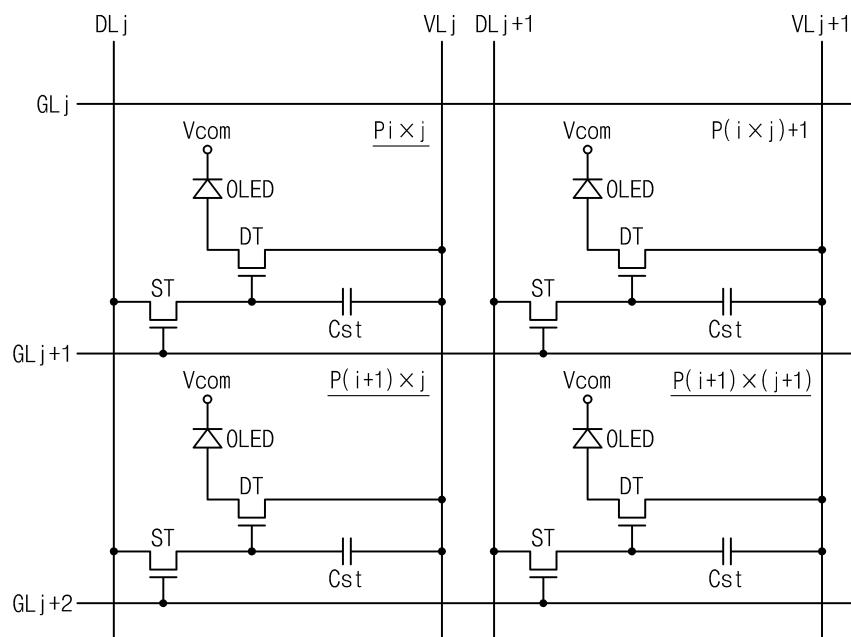 DLj VLj DLj+1 VLj+1
GLj
Pi×j P(i×j)+1
Vcom Vcom
OLED OLED
DT DT
ST ST
Cst Cst
GLj+1
P(i+1)×j P(i+1)×(j+1)
Vcom Vcom
OLED OLED
DT DT
ST ST
Cst Cst
GLj+2